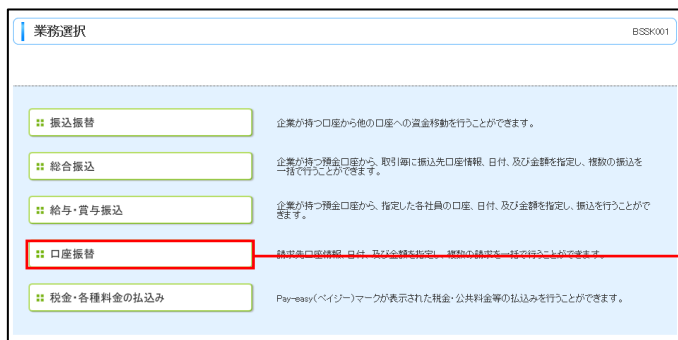 業務選択
BSSK001
振込振替
企業が持つ口座から他の口座への資金移動を行うことができます。
総合振込
企業が持つ預金口座から、取引毎に振込先口座情報、日付、及び金額を指定し、複数の振込を
一括で行うことができます。
給与・賞与振込
企業が持つ預金口座から、指定した各社員の口座、日付、及び金額を指定し、振込を行うことがで
きます。
口座振替
請求先口座情報、日付、及び金額を指定し、複数の請求を一括で行うことができます。
税金・各種料金の払込み
Pay-easy(ペイジー)マークが表示された税金・公共料金等の払込みを行うことができます。